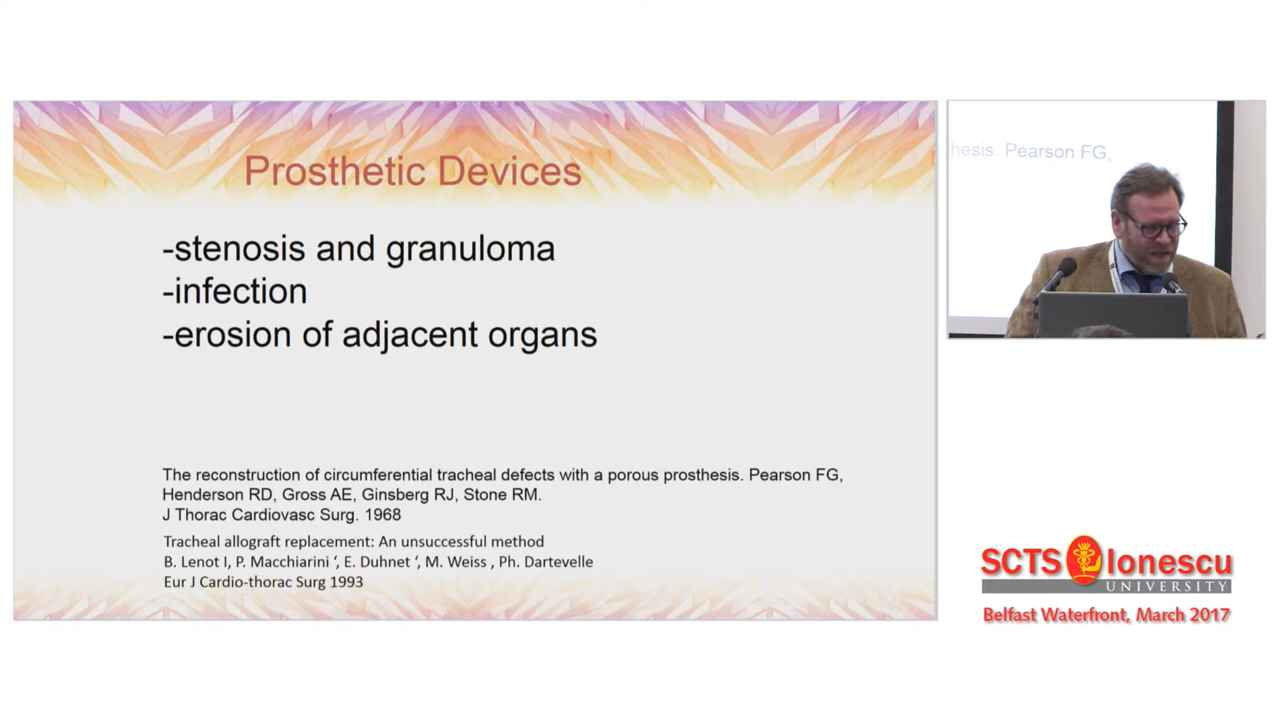 Prosthetic Devices
-stenosis and granuloma
-infection
-erosion of adjacent organs
The reconstruction of circumferential tracheal defects with a porous prosthesis. Pearson FG,
Henderson RD, Gross AE, Ginsberg RJ, Stone RM.
J Thorac Cardiovasc Surg. 1968
Tracheal allograft replacement: An unsuccessful method
B. Lenot I, P. Macchiarini ‘, E. Duhnet ‘, M. Weiss , Ph. Dartevelle
Eur J Cardio-thorac Surg 1993
hesis. Pearson FG,
SCTS Ionescu
UNIVERSITY
Belfast Waterfront, March 2017